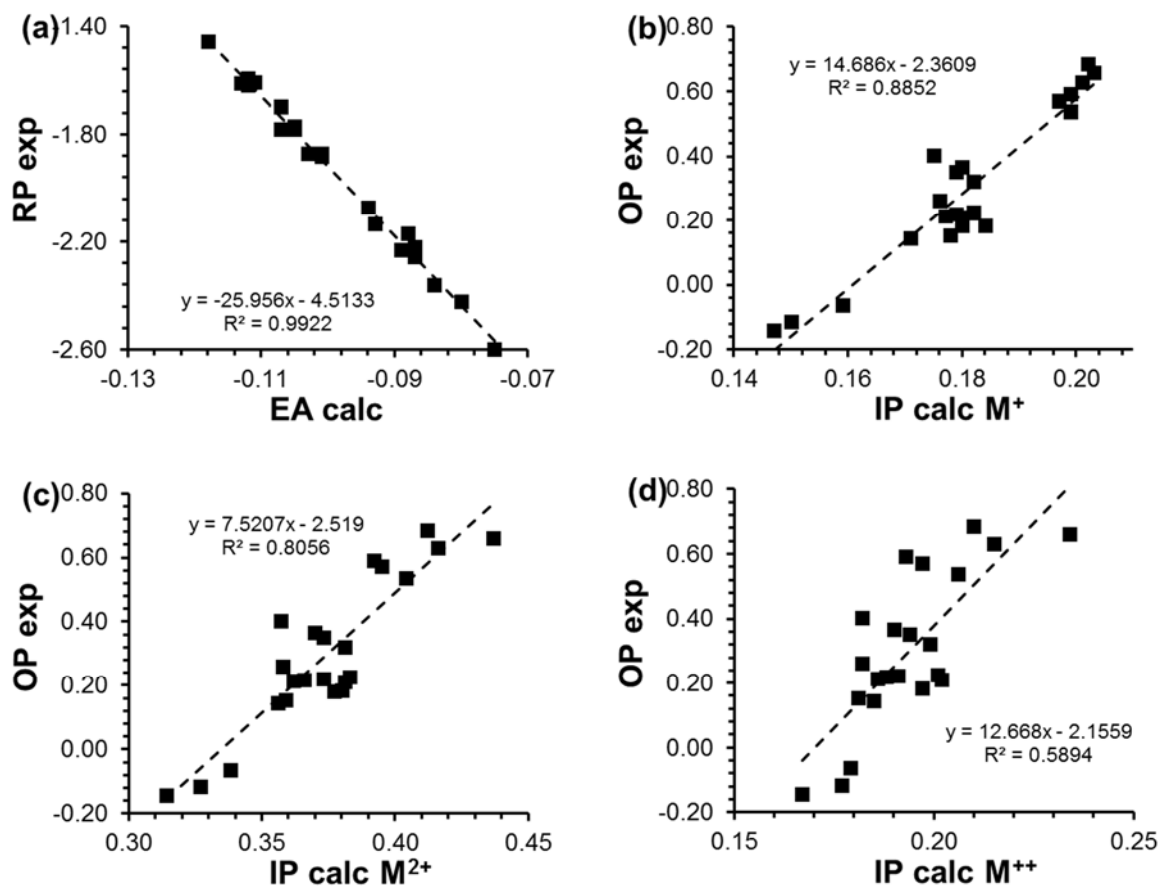 (a)
-1.40
-1.80
-2.20
-2.60
RP exp
y = -25.956x - 4.5133
R² = 0.9922
-0.13
-0.11
-0.09
-0.07
EA calc
(b)
0.80
0.60
0.40
0.20
0.00
-0.20
OP exp
y = 14.686x - 2.3609
R² = 0.8852
0.14
0.16
0.18
0.20
IP calc M⁺
(c)
0.80
0.60
0.40
0.20
0.00
-0.20
OP exp
y = 7.5207x - 2.519
R² = 0.8056
0.30
0.35
0.40
0.45
IP calc M²⁺
(d)
0.80
0.60
0.40
0.20
0.00
-0.20
OP exp
y = 12.668x - 2.1559
R² = 0.5894
0.15
0.20
0.25
IP calc M⁺⁺